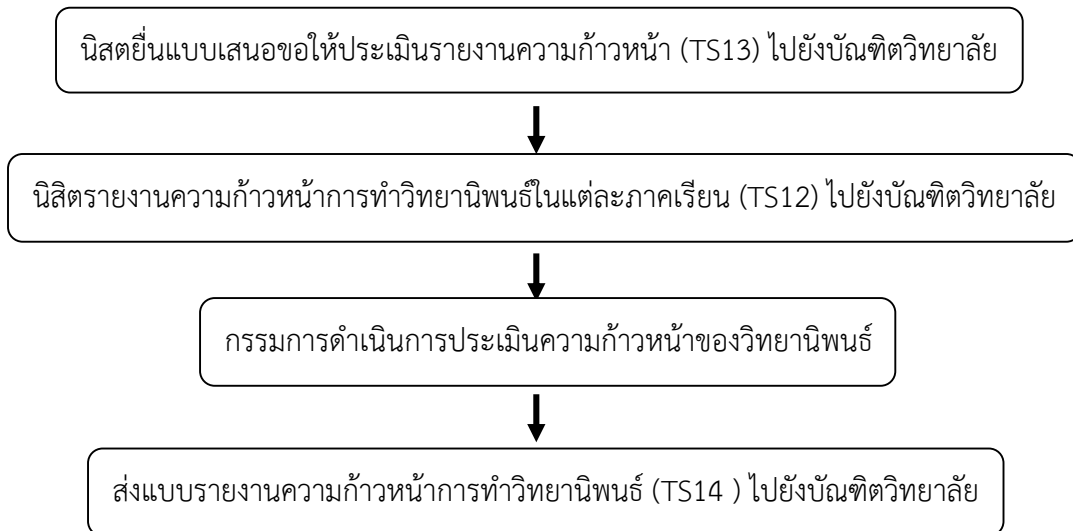 นิสตยื่นแบบเสนอขอให้ประเมินรายงานความก้าวหน้า (TS13) ไปยังบัณฑิตวิทยาลัย
นิสิตรายงานความก้าวหน้าการทำวิทยานิพนธ์ในแต่ละภาคเรียน (TS12) ไปยังบัณฑิตวิทยาลัย
กรรมการดำเนินการประเมินความก้าวหน้าของวิทยานิพนธ์
ส่งแบบรายงานความก้าวหน้าการทำวิทยานิพนธ์ (TS14 ) ไปยังบัณฑิตวิทยาลัย